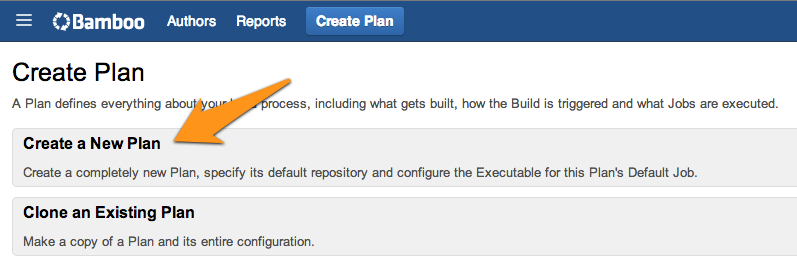 Bamboo Authors Reports Create Plan
Create Plan
A Plan defines everything about your process, including what gets built, how the Build is triggered and what Jobs are executed.
Create a New Plan
Create a completely new Plan, specify its default repository and configure the Executable for this Plan's Default Job.
Clone an Existing Plan
Make a copy of a Plan and its entire configuration.